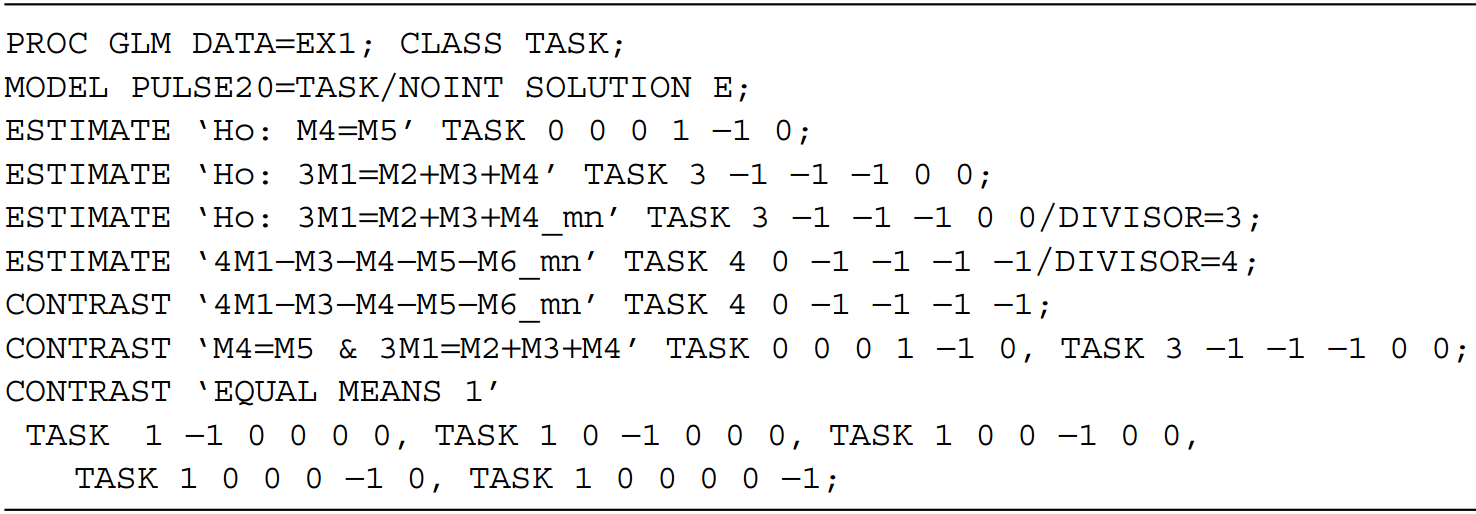 PROC GLM DATA=EX1; CLASS TASK;
MODEL PULSE20=TASK/NOINT SOLUTION E;
ESTIMATE ‘Ho: M4=M5’ TASK 0 0 0 1 −1 0;
ESTIMATE ‘Ho: 3M1=M2+M3+M4’ TASK 3 −1 −1 −1 0 0;
ESTIMATE ‘Ho: 3M1=M2+M3+M4_mn’ TASK 3 −1 −1 −1 0 0/DIVISOR=3;
ESTIMATE ‘4M1−M3−M4−M5−M6_mn’ TASK 4 0 −1 −1 −1 −1/DIVISOR=4;
CONTRAST ‘4M1−M3−M4−M5−M6_mn’ TASK 4 0 −1 −1 −1 −1;
CONTRAST ‘M4=M5 & 3M1=M2+M3+M4’ TASK 0 0 0 1 −1 0, TASK 3 −1 −1 −1 0 0;
CONTRAST ‘EQUAL MEANS 1’
TASK 1 −1 0 0 0 0, TASK 1 0 −1 0 0 0, TASK 1 0 0 −1 0 0,
TASK 1 0 0 0 −1 0, TASK 1 0 0 0 0 −1;